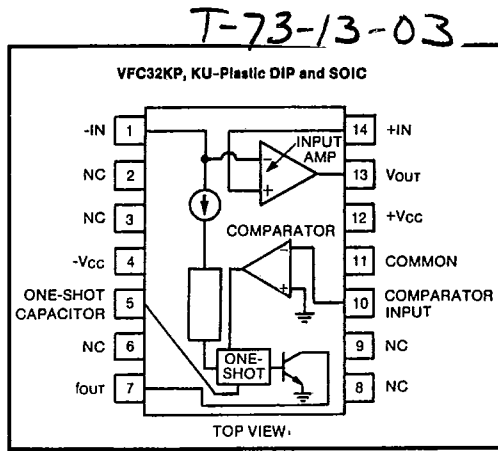 T-73-13-03
VFC32KP, KU-Plastic DIP and SOIC
-IN 1
14 +IN
INPUT AMP
NC 2
13 VOUT
NC 3
12 +VCC
COMPARATOR
-VCC 4
11 COMMON
ONE-SHOT CAPACITOR 5
10 COMPARATOR INPUT
NC 6
9 NC
ONE-SHOT
fOUT 7
8 NC
- +
- +
TOP VIEW